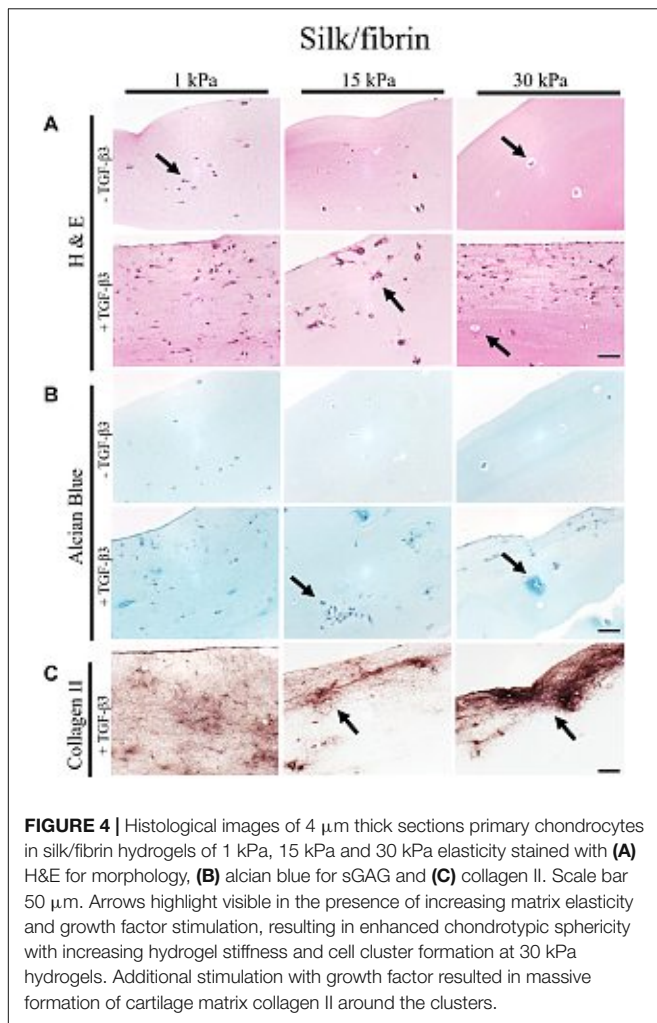 Silk/fibrin
1 kPa 15 kPa 30 kPa
A
H & E
- TGF-β3
+ TGF-β3
B
Alcian Blue
- TGF-β3
+ TGF-β3
C
Collagen II
+ TGF-β3
FIGURE 4 | Histological images of 4 μm thick sections primary chondrocytes
in silk/fibrin hydrogels of 1 kPa, 15 kPa and 30 kPa elasticity stained with (A)
H&E for morphology, (B) alcian blue for sGAG and (C) collagen II. Scale bar
50 μm. Arrows highlight visible in the presence of increasing matrix elasticity
and growth factor stimulation, resulting in enhanced chondrotypic sphericity
with increasing hydrogel stiffness and cell cluster formation at 30 kPa
hydrogels. Additional stimulation with growth factor resulted in massive
formation of cartilage matrix collagen II around the clusters.